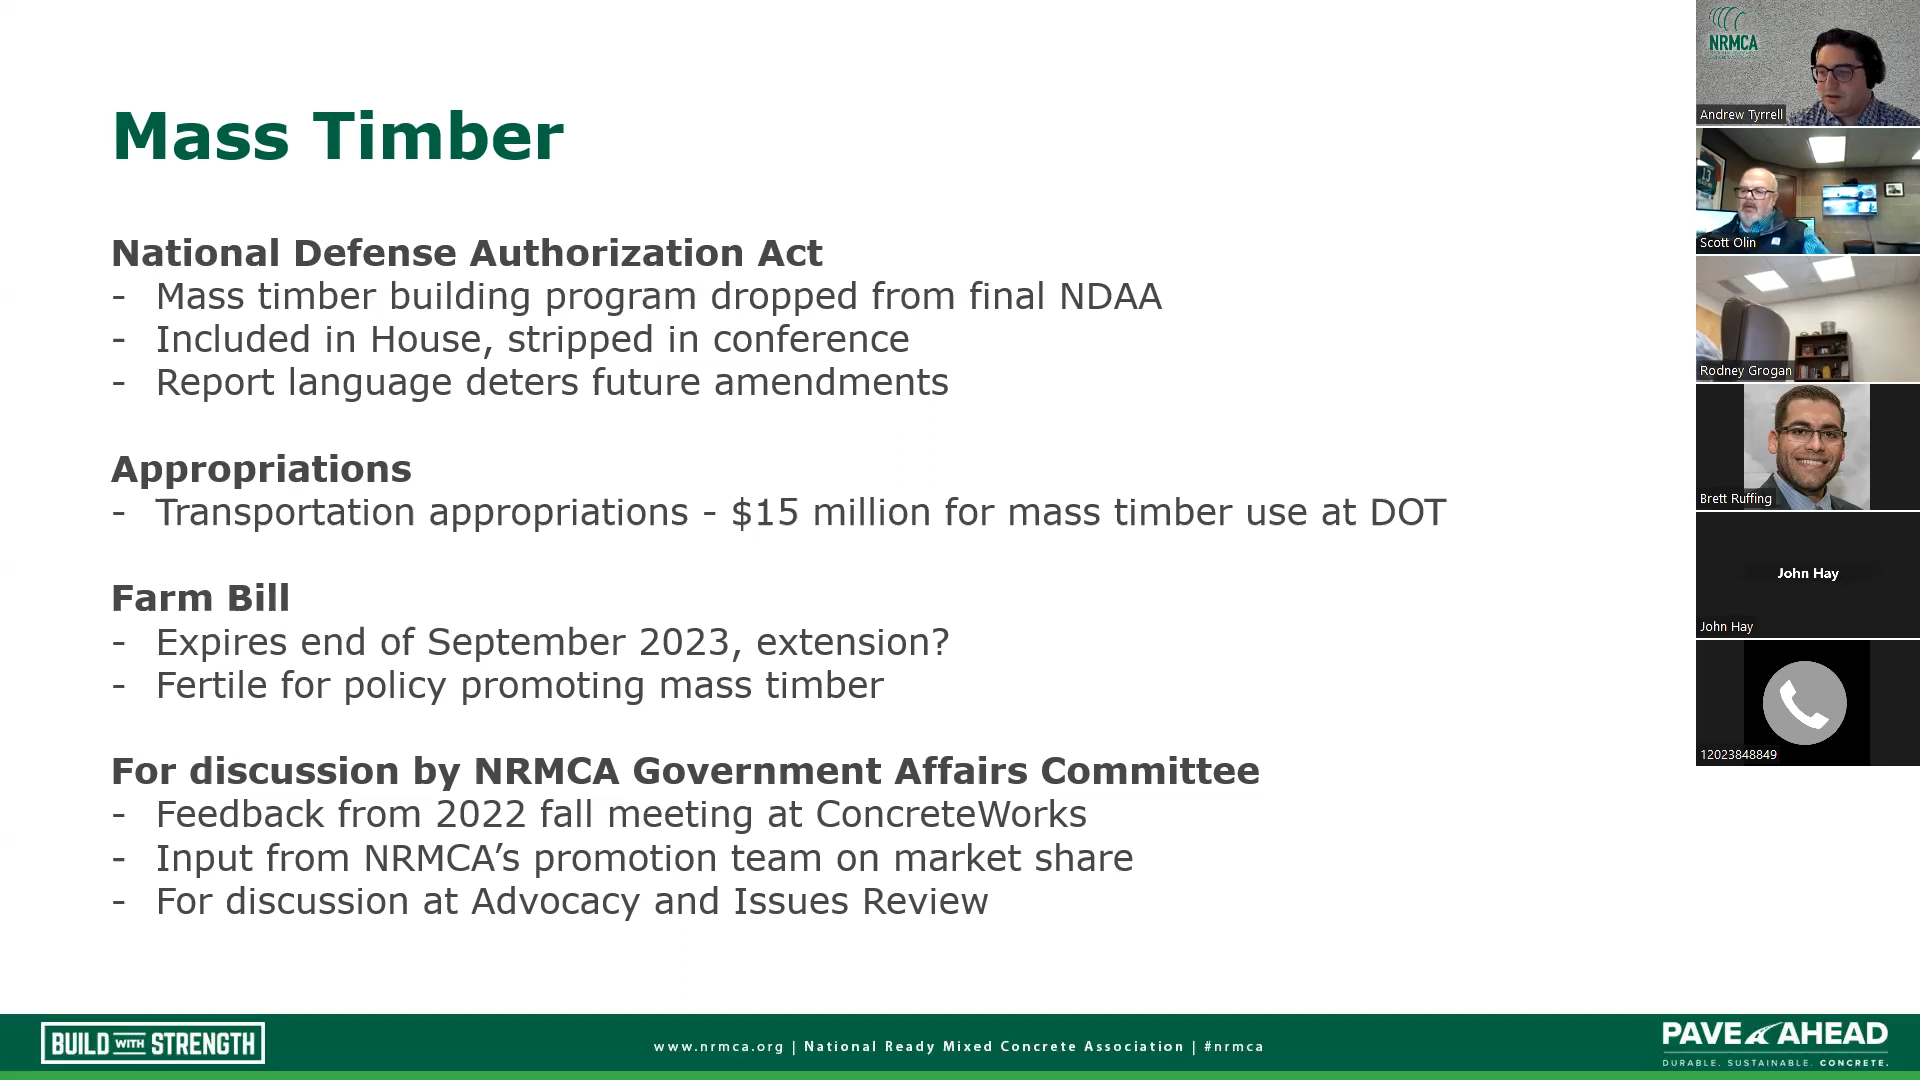 Mass Timber
National Defense Authorization Act
- Mass timber building program dropped from final NDAA
- Included in House, stripped in conference
- Report language deters future amendments
Appropriations
- Transportation appropriations - $15 million for mass timber use at DOT
Farm Bill
- Expires end of September 2023, extension?
- Fertile for policy promoting mass timber
For discussion by NRMCA Government Affairs Committee
- Feedback from 2022 fall meeting at ConcreteWorks
- Input from NRMCA’s promotion team on market share
- For discussion at Advocacy and Issues Review
BUILD WITH STRENGTH
www.nrmca.org | National Ready Mixed Concrete Association | #nrmca
PAVE AHEAD
DURABLE. SUSTAINABLE. CONCRETE.
NRMCA
Andrew Tyrrell
13
Scott Olin
Rodney Grogan
Brett Ruffing
John Hay
John Hay
12023848849